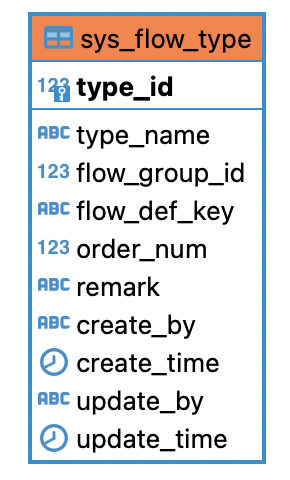 sys_flow_type
123 type_id
ABC type_name
123 flow_group_id
ABC flow_def_key
123 order_num
ABC remark
ABC create_by
create_time
ABC update_by
update_time